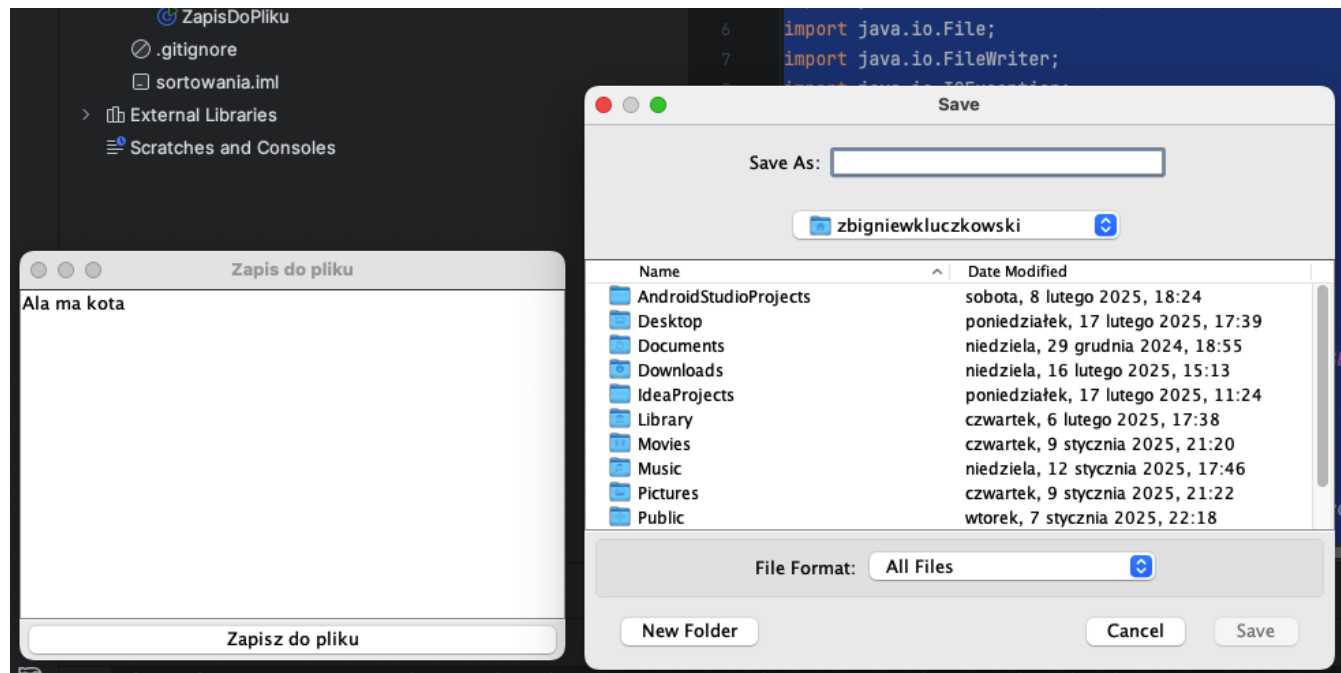 ZapisDoPliku
.gitignore
sortowania.iml
External Libraries
Scratches and Consoles
6 import java.io.File;
7 import java.io.FileWriter;
Save
Save As:
zbigniewkluczkowski
Name Date Modified
AndroidStudioProjects sobota, 8 lutego 2025, 18:24
Desktop poniedziałek, 17 lutego 2025, 17:39
Documents niedziela, 29 grudnia 2024, 18:55
Downloads niedziela, 16 lutego 2025, 15:13
IdeaProjects poniedziałek, 17 lutego 2025, 11:24
Library czwartek, 6 lutego 2025, 17:38
Movies czwartek, 9 stycznia 2025, 21:20
Music niedziela, 12 stycznia 2025, 17:46
Pictures czwartek, 9 stycznia 2025, 21:22
Public wtorek, 7 stycznia 2025, 22:18
File Format: All Files
New Folder Cancel Save
Zapis do pliku
Ala ma kota
Zapisz do pliku